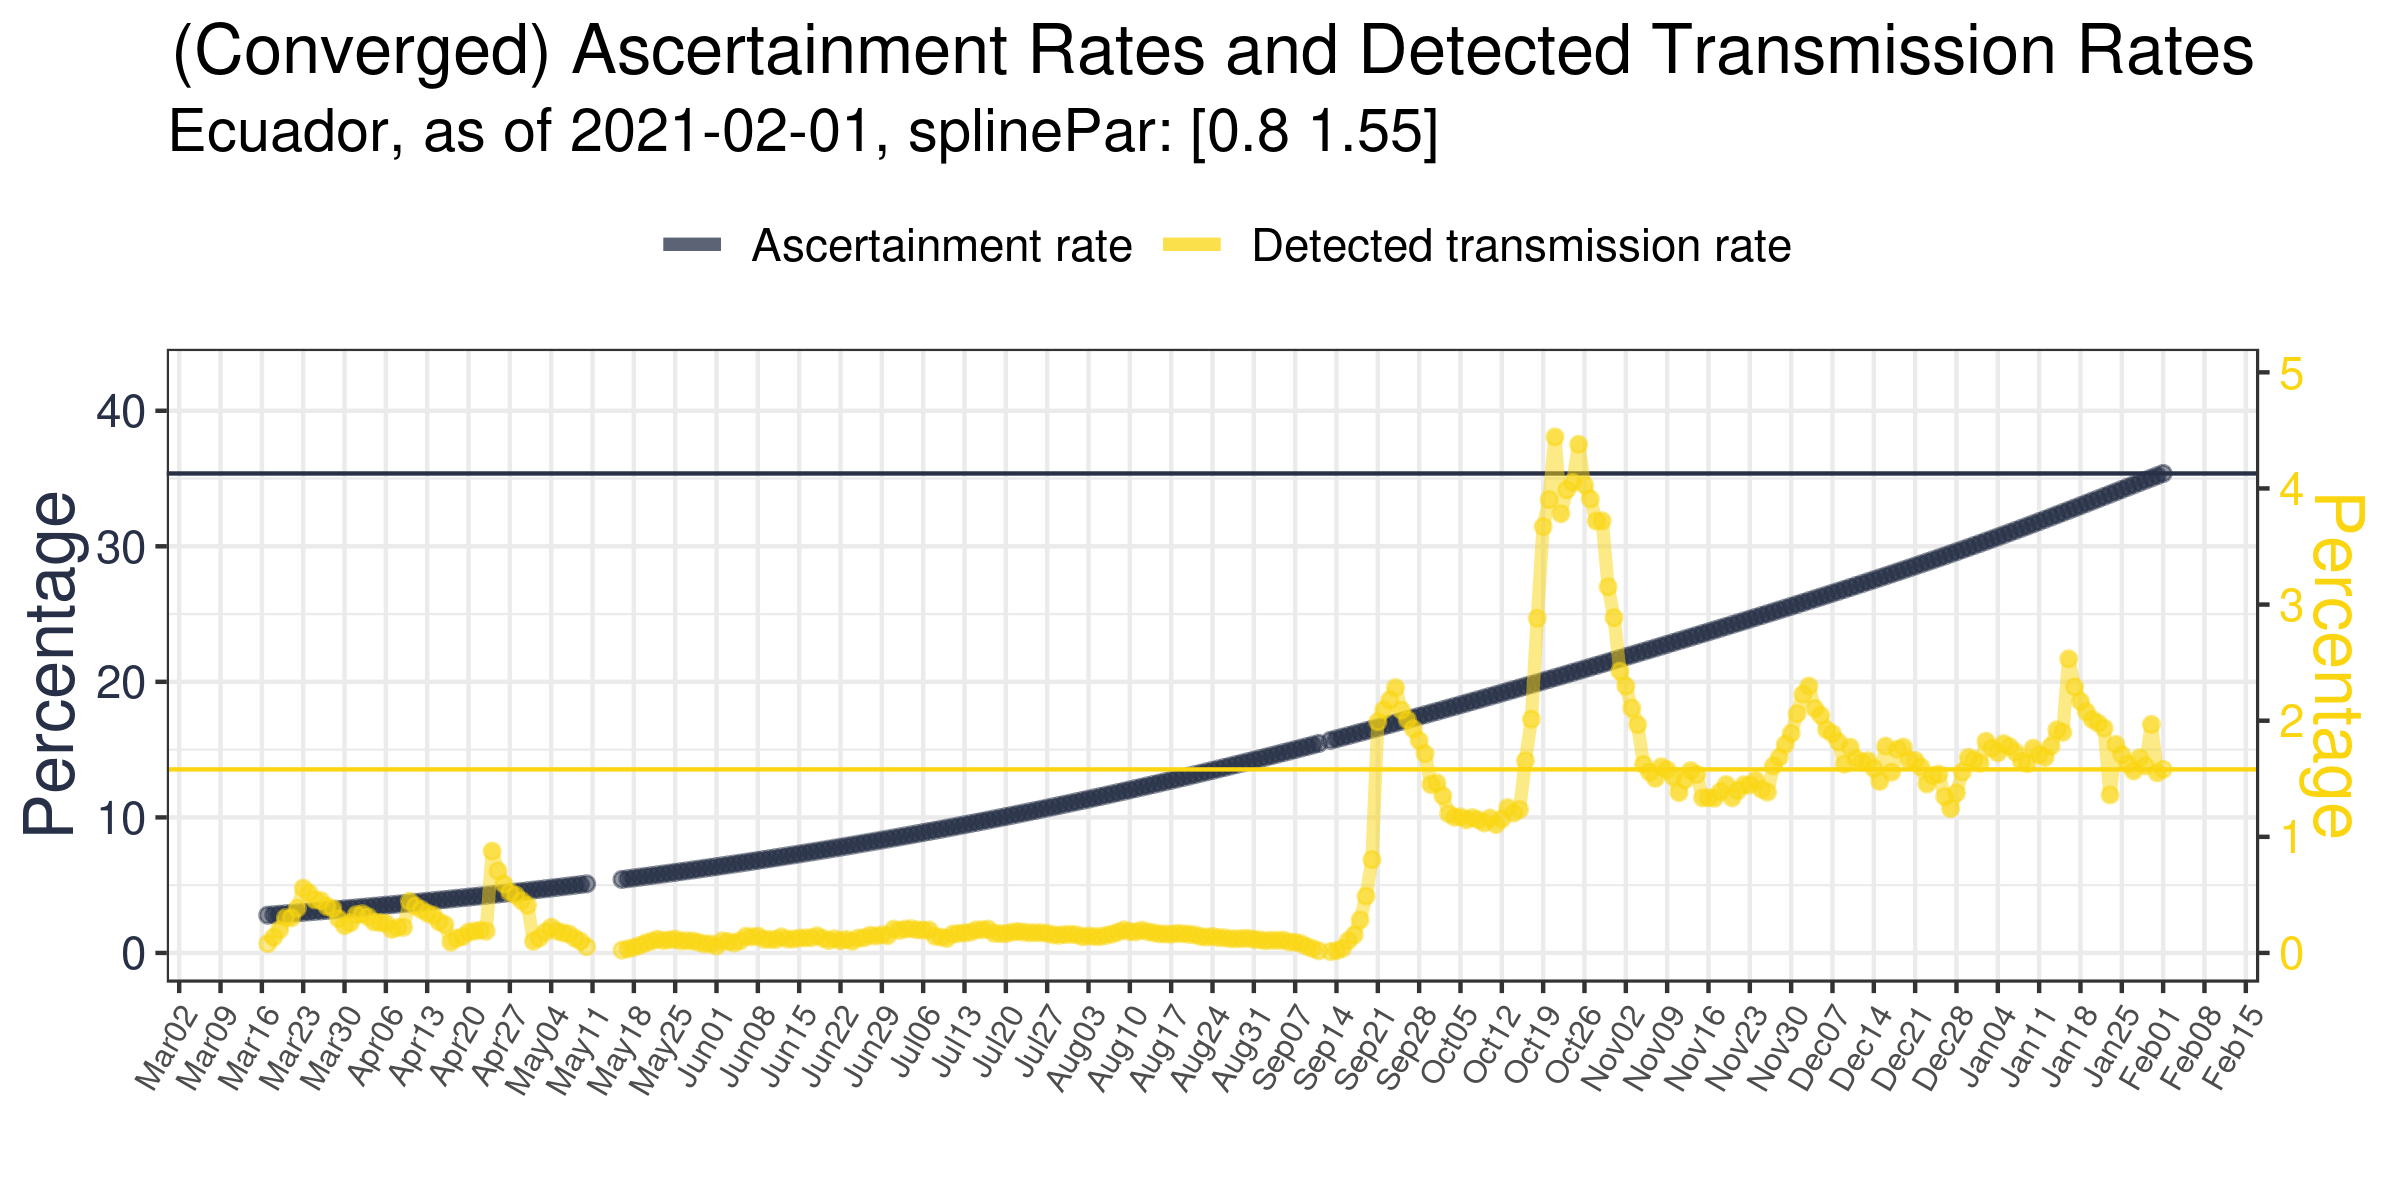 (Converged) Ascertainment Rates and Detected Transmission Rates
Ecuador, as of 2021-02-01, splinePar: [0.8 1.55]
Ascertainment rate Detected transmission rate
Percentage
40
30
20
10
0
5
4
3
2
1
0
Percentage
Mar02 Mar09 Mar16 Mar23 Mar30 Apr06 Apr13 Apr20 Apr27 May04 May11 May18 May25 Jun01 Jun08 Jun15 Jun22 Jun29 Jul06 Jul13 Jul20 Jul27 Aug03 Aug10 Aug17 Aug24 Aug31 Sep07 Sep14 Sep21 Sep28 Oct05 Oct12 Oct19 Oct26 Nov02 Nov09 Nov16 Nov23 Nov30 Dec07 Dec14 Dec21 Dec28 Jan04 Jan11 Jan18 Jan25 Feb01 Feb08 Feb15